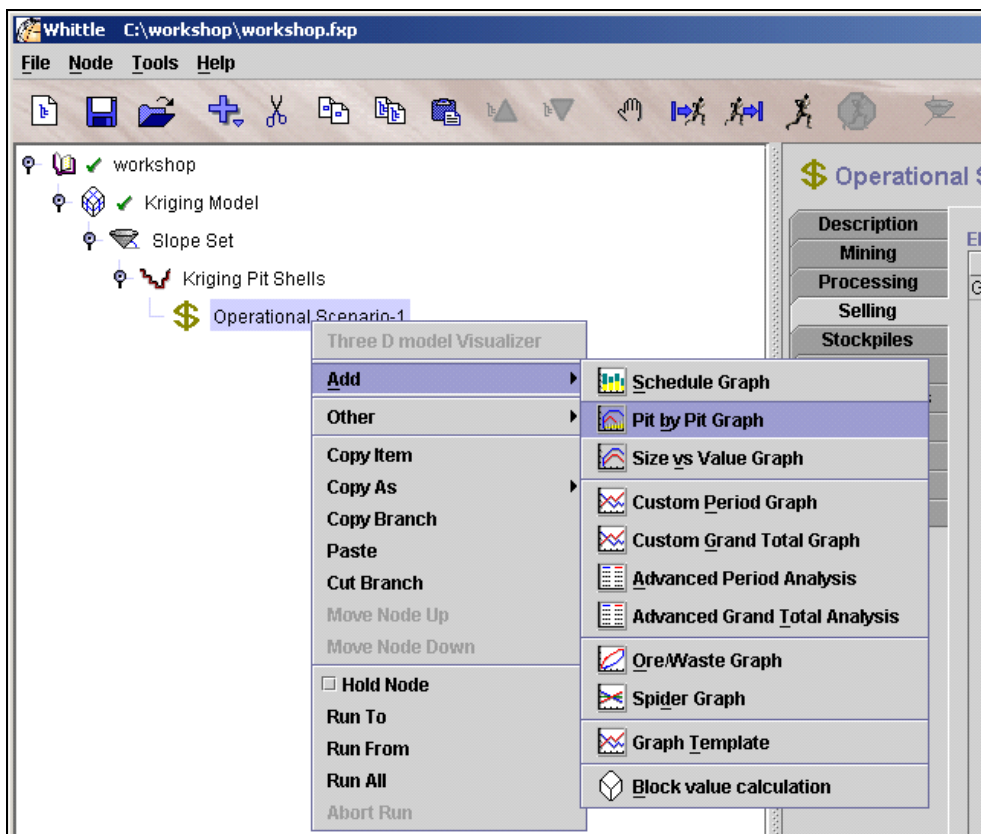 Whittle C:\workshop\workshop.fxp
File Node Tools Help
workshop
Kriging Model
Slope Set
Kriging Pit Shells
Operational Scenario-1
Three D model Visualizer
Add
Other
Copy Item
Copy As
Copy Branch
Paste
Cut Branch
Move Node Up
Move Node Down
Hold Node
Run To
Run From
Run All
Abort Run
Schedule Graph
Pit by Pit Graph
Size vs Value Graph
Custom Period Graph
Custom Grand Total Graph
Advanced Period Analysis
Advanced Grand Total Analysis
Ore/Waste Graph
Spider Graph
Graph Template
Block value calculation
Operational
Description
Mining
Processing
Selling
Stockpiles